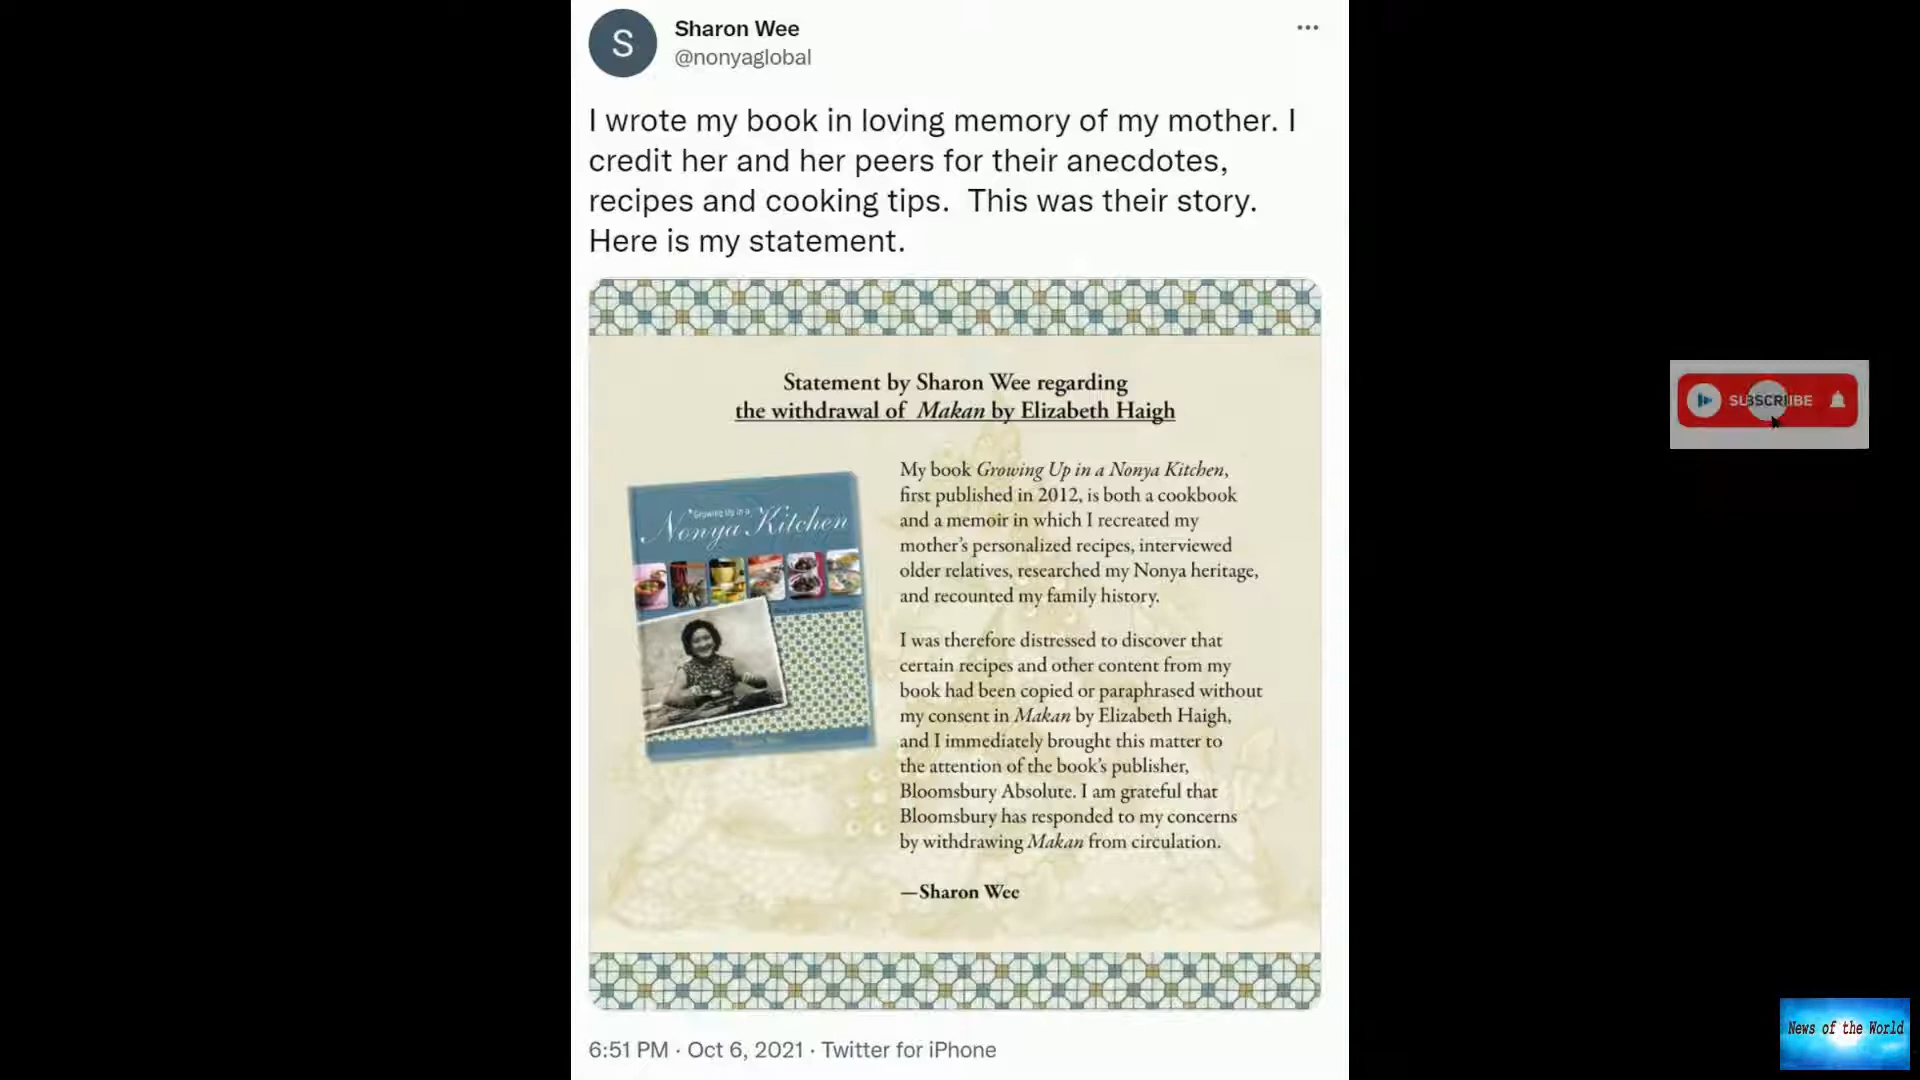 S
Sharon Wee
@nonyaglobal
I wrote my book in loving memory of my mother. I
credit her and her peers for their anecdotes,
recipes and cooking tips.  This was their story.
Here is my statement.
Statement by Sharon Wee regarding
the withdrawal of Makan by Elizabeth Haigh
Growing Up in a
Nonya Kitchen
My book Growing Up in a Nonya Kitchen,
first published in 2012, is both a cookbook
and a memoir in which I recreated my
mother's personalized recipes, interviewed
older relatives, researched my Nonya heritage,
and recounted my family history.
I was therefore distressed to discover that
certain recipes and other content from my
book had been copied or paraphrased without
my consent in Makan by Elizabeth Haigh,
and I immediately brought this matter to
the attention of the book's publisher,
Bloomsbury Absolute. I am grateful that
Bloomsbury has responded to my concerns
by withdrawing Makan from circulation.
—Sharon Wee
6:51 PM · Oct 6, 2021 · Twitter for iPhone
SUBSCRIBE
News of the World